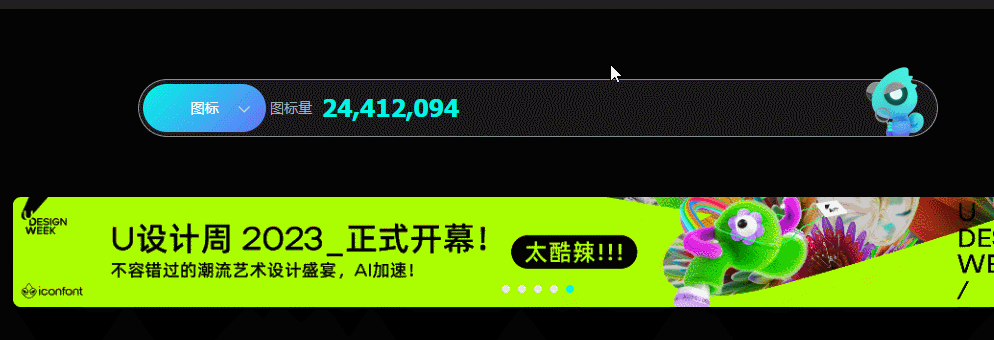 图标
图标量 24,412,094
U DESIGN
WEEK
U设计周 2023_正式开幕!
不容错过的潮流艺术设计盛宴，AI加速!
太酷辣!!!
iconfont
U
DES
WE
/